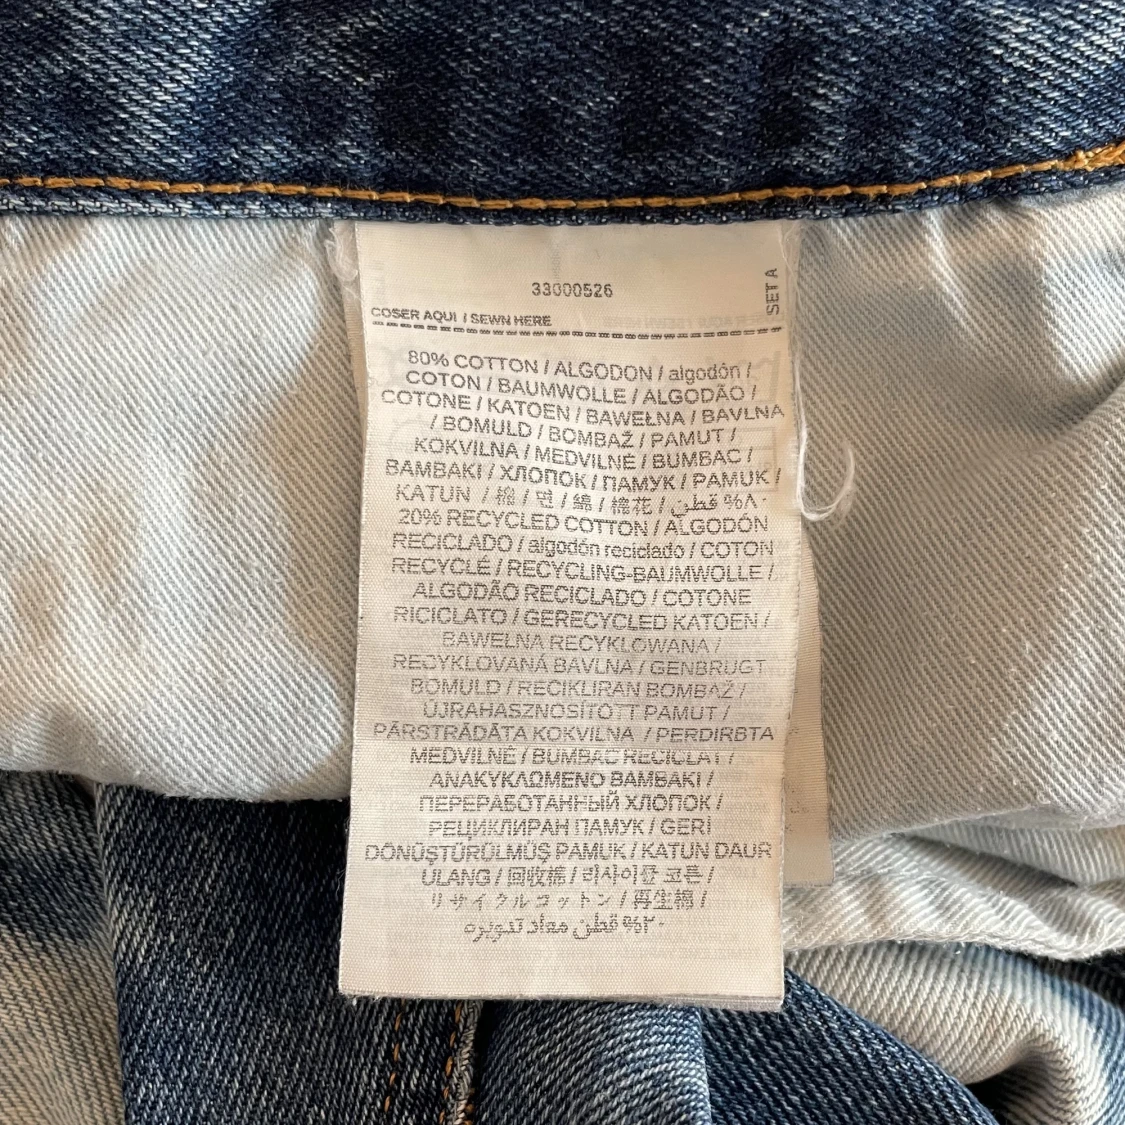 33000526
SET A
COSER AQUI / SEWN HERE
80% COTTON / ALGODON / algodón /
COTON / BAUMWOLLE / ALGODÃO /
COTONE / KATOEN / BAWEŁNA / BAVLNA
/ BOMULD / BOMBAŽ / PAMUT /
KOKVILNA / MEDVILNĖ / BUMBAC /
BAMBAKI / ХЛОПОК / ПАМУК / PAMUK /
KATUN / 棉 / 면 / 綿 / 棉花 / %٨٠ قطن
20% RECYCLED COTTON / ALGODÓN
RECICLADO / algodón reciclado / COTON
RECYCLÉ / RECYCLING-BAUMWOLLE /
ALGODÃO RECICLADO / COTONE
RICICLATO / GERECYCLED KATOEN /
BAWEŁNA RECYKLOWANA /
RECYKLOVANÁ BAVLNA / GENBRUGT
BOMULD / RECIKLIRAN BOMBAŽ /
ÚJRAHASZNOSÍTOTT PAMUT /
PĀRSTRĀDĀTA KOKVILNA / PERDIRBTA
MEDVILNĖ / BUMBAC RECICLAT /
ΑΝΑΚΥΚΛΩΜΕΝΟ ΒΑΜΒΑΚΙ /
ПЕРЕРАБОТАННЫЙ ХЛОПОК /
РЕЦИКЛИРАН ПАМУК / GERİ
DÖNÜŞTÜRÜLMÜŞ PAMUK / KATUN DAUR
ULANG / 回收棉 / 리사이클 코튼 /
リサイクルコットン / 再生棉 /
%٢٠ قطن معاد تدويره